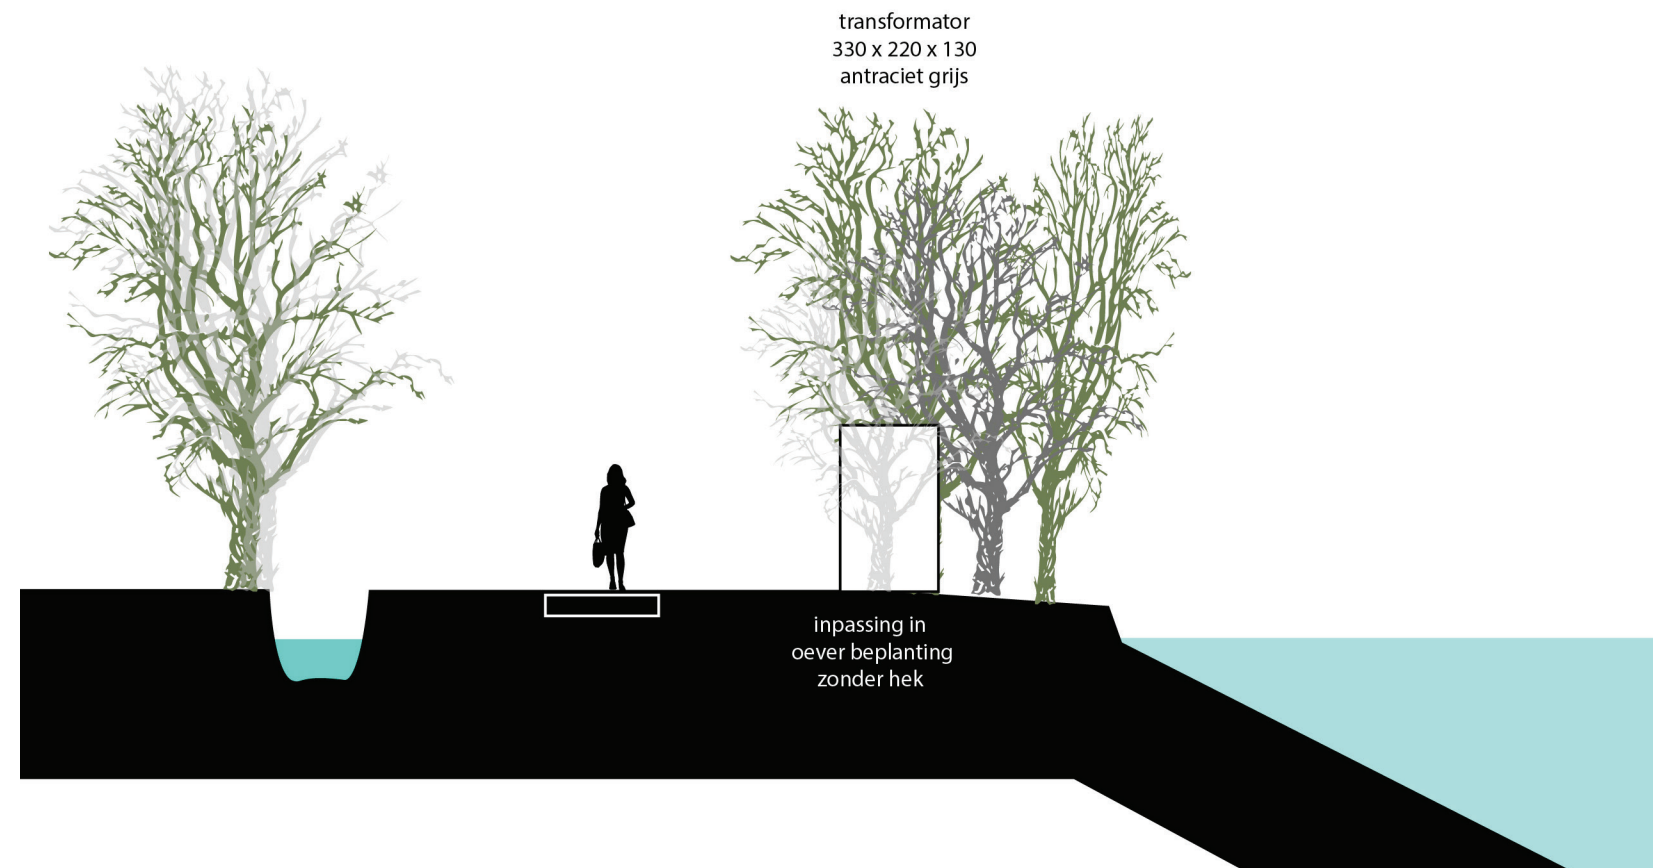 transformator
330 x 220 x 130
antraciet grijs
inpassing in
oever beplanting
zonder hek